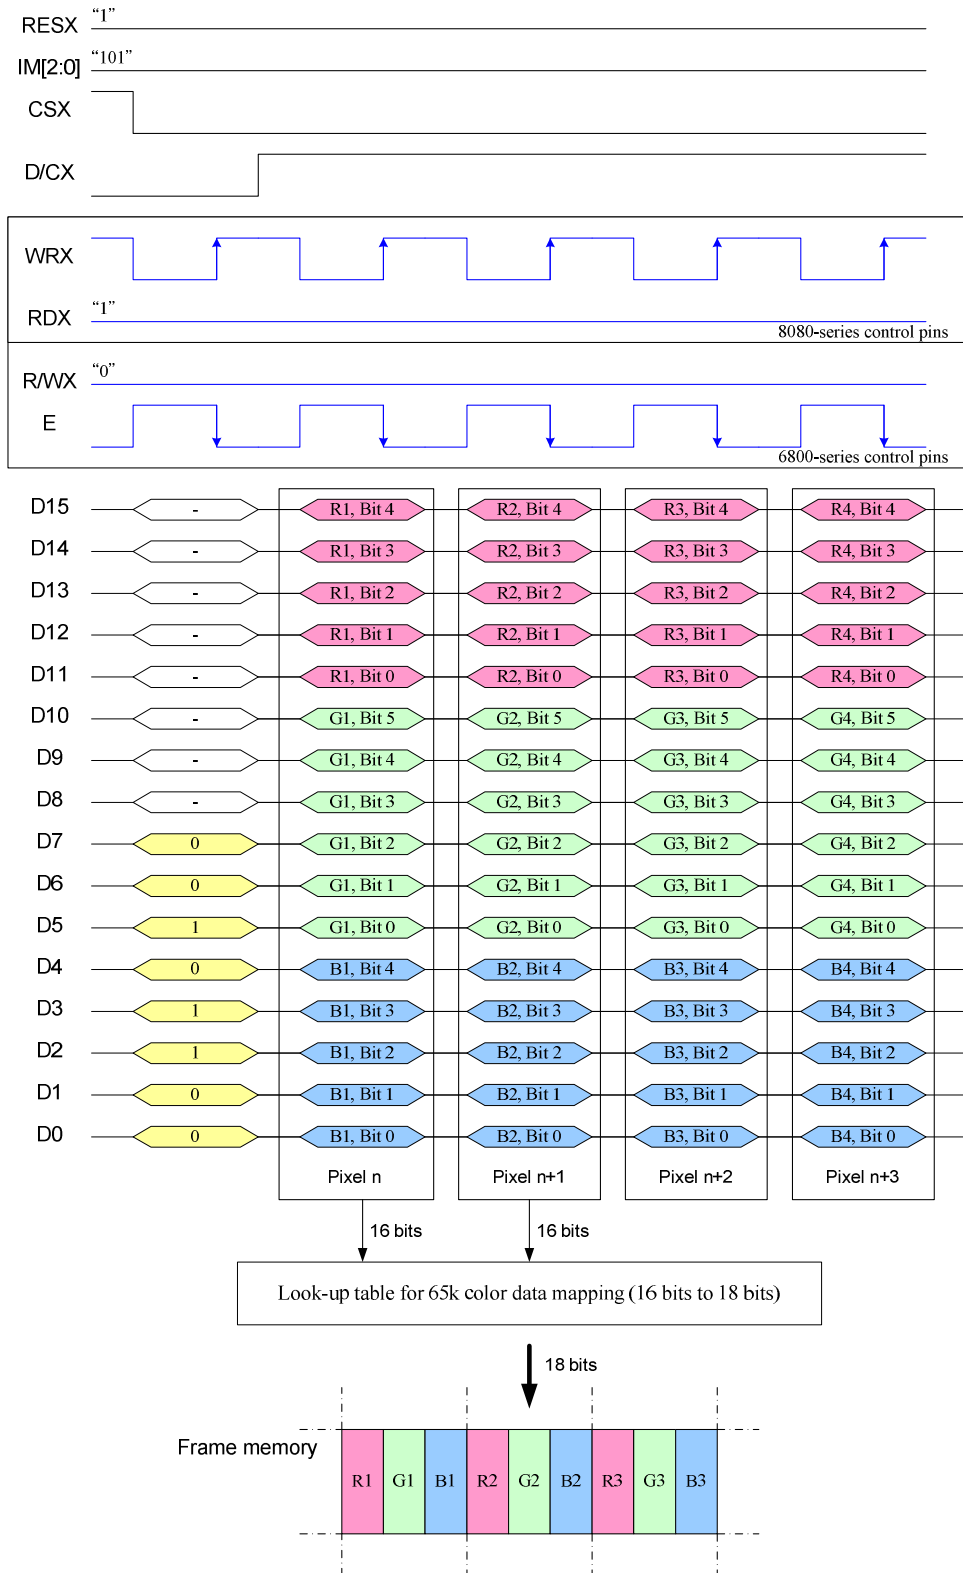 RESX "1"
IM[2:0] "101"
CSX
D/CX
WRX
RDX "1"
8080-series control pins
R/WX "0"
E
6800-series control pins
D15 - R1, Bit 4 R2, Bit 4 R3, Bit 4 R4, Bit 4
D14 - R1, Bit 3 R2, Bit 3 R3, Bit 3 R4, Bit 3
D13 - R1, Bit 2 R2, Bit 2 R3, Bit 2 R4, Bit 2
D12 - R1, Bit 1 R2, Bit 1 R3, Bit 1 R4, Bit 1
D11 - R1, Bit 0 R2, Bit 0 R3, Bit 0 R4, Bit 0
D10 - G1, Bit 5 G2, Bit 5 G3, Bit 5 G4, Bit 5
D9 - G1, Bit 4 G2, Bit 4 G3, Bit 4 G4, Bit 4
D8 - G1, Bit 3 G2, Bit 3 G3, Bit 3 G4, Bit 3
D7 0 G1, Bit 2 G2, Bit 2 G3, Bit 2 G4, Bit 2
D6 0 G1, Bit 1 G2, Bit 1 G3, Bit 1 G4, Bit 1
D5 1 G1, Bit 0 G2, Bit 0 G3, Bit 0 G4, Bit 0
D4 0 B1, Bit 4 B2, Bit 4 B3, Bit 4 B4, Bit 4
D3 1 B1, Bit 3 B2, Bit 3 B3, Bit 3 B4, Bit 3
D2 1 B1, Bit 2 B2, Bit 2 B3, Bit 2 B4, Bit 2
D1 0 B1, Bit 1 B2, Bit 1 B3, Bit 1 B4, Bit 1
D0 0 B1, Bit 0 B2, Bit 0 B3, Bit 0 B4, Bit 0
Pixel n Pixel n+1 Pixel n+2 Pixel n+3
16 bits 16 bits
Look-up table for 65k color data mapping (16 bits to 18 bits)
18 bits
Frame memory
R1 G1 B1 R2 G2 B2 R3 G3 B3